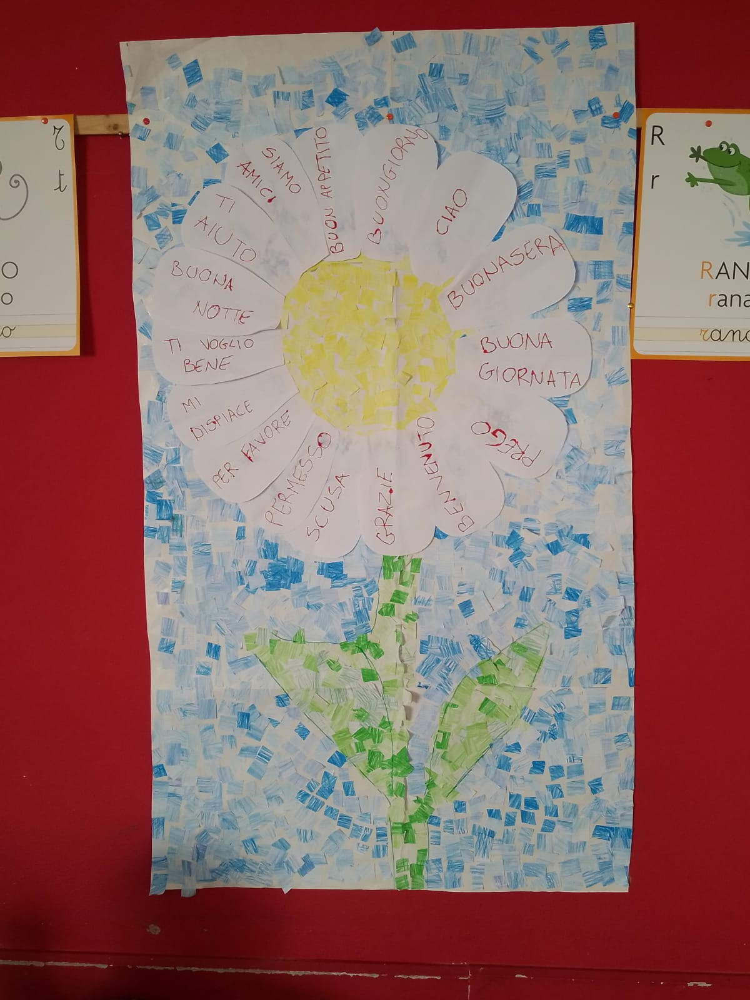 SIAMO
AMICI
BUON APPETITO
BUONGIORNO
CIAO
BUONASERA
BUONA
GIORNATA
PREGO
BENVENUTO
GRAZIE
SCUSA
PERMESSO
PER FAVORE
MI
DISPIACE
TI VOGLIO
BENE
BUONA
NOTTE
TI
AIUTO
t
O
o
o
R
r
RAN
rana
rana